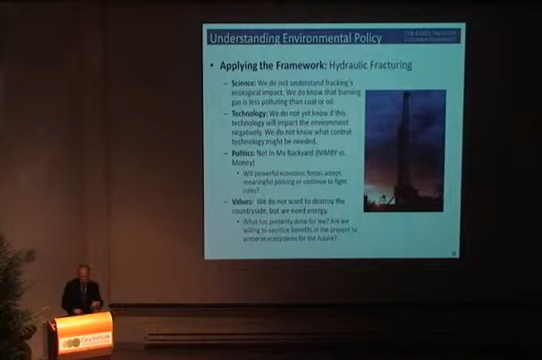 Understanding Environmental Policy
• Applying the Framework: Hydraulic Fracturing
– Science: We do not understand fracking's
ecological impact. We do know that burning
gas is less polluting than coal or oil.
– Technology: We do not yet know if this
technology will impact the environment
negatively. We do not know what control
technology might be needed.
– Politics: Not In My Backyard (NIMBY vs
Money)
• Will powerful economic forces accept
meaningful policing or continue to fight
rules?
– Values: We do not want to destroy the
countryside, but we need energy.
• What has posterity done for me? Are we
willing to sacrifice benefits in the present to
preserve ecosystems for the future?
Cary Institute